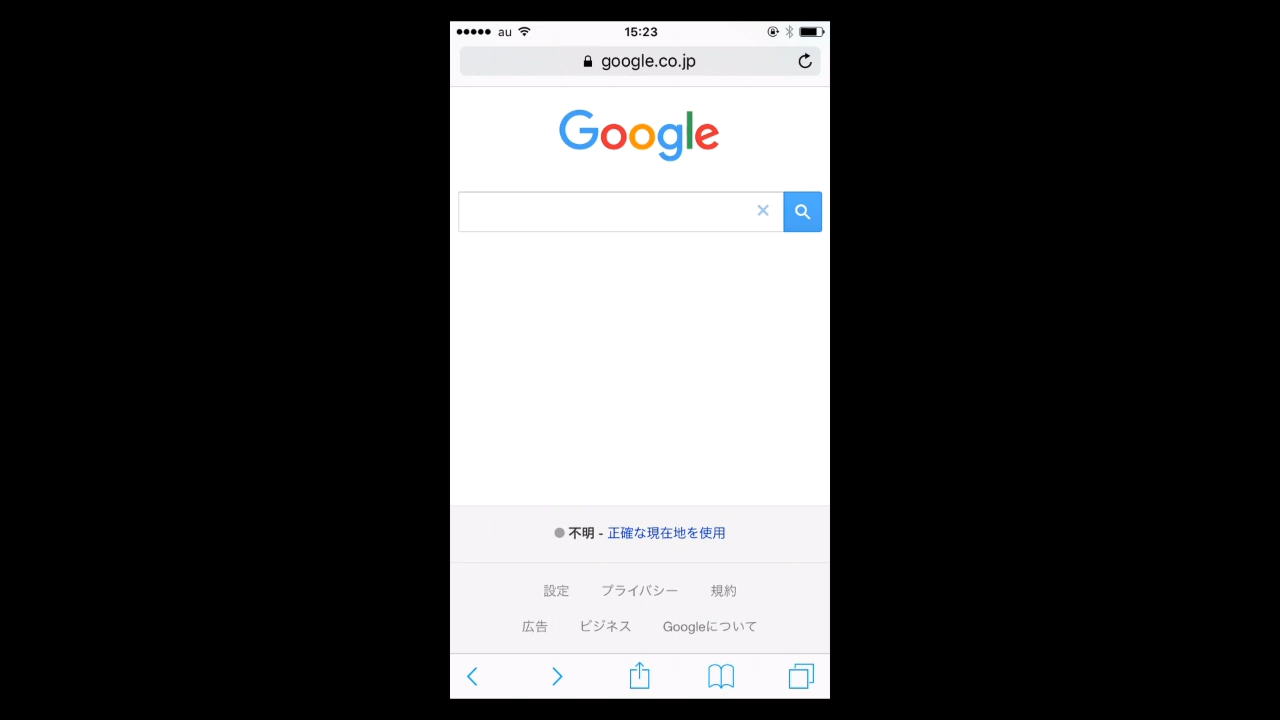 au 15:23
google.co.jp
Google
不明 - 正確な現在地を使用
設定 プライバシー 規約
広告 ビジネス Googleについて